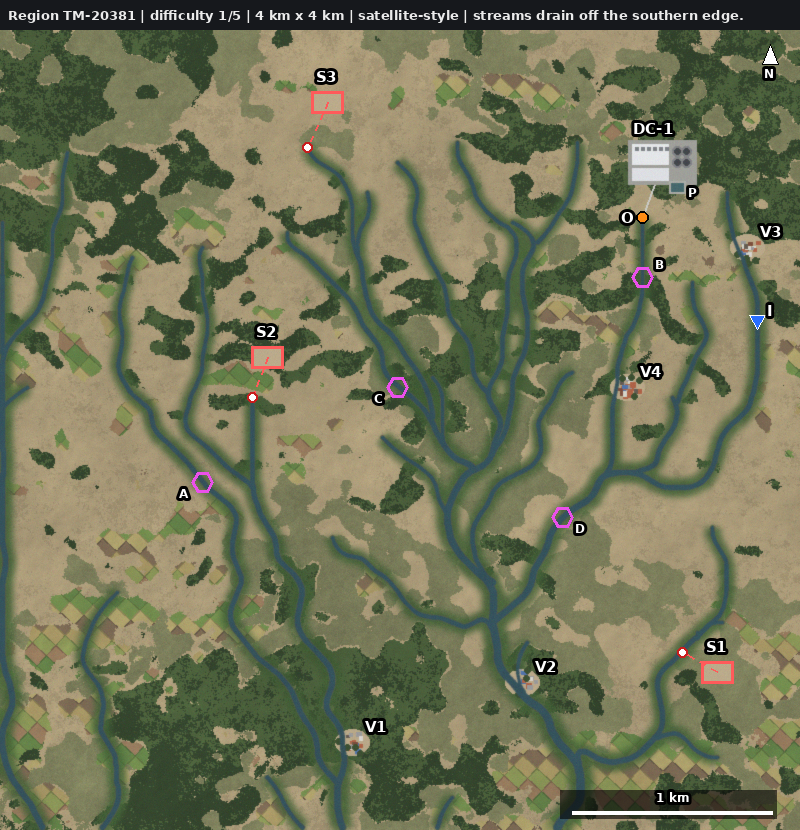 Region TM-20381 | difficulty 1/5 | 4 km x 4 km | satellite-style | streams drain off the southern edge.
N
S3
DC-1
P
O
V3
B
I
S2
V4
C
A
D
S1
V2
V1
1 km